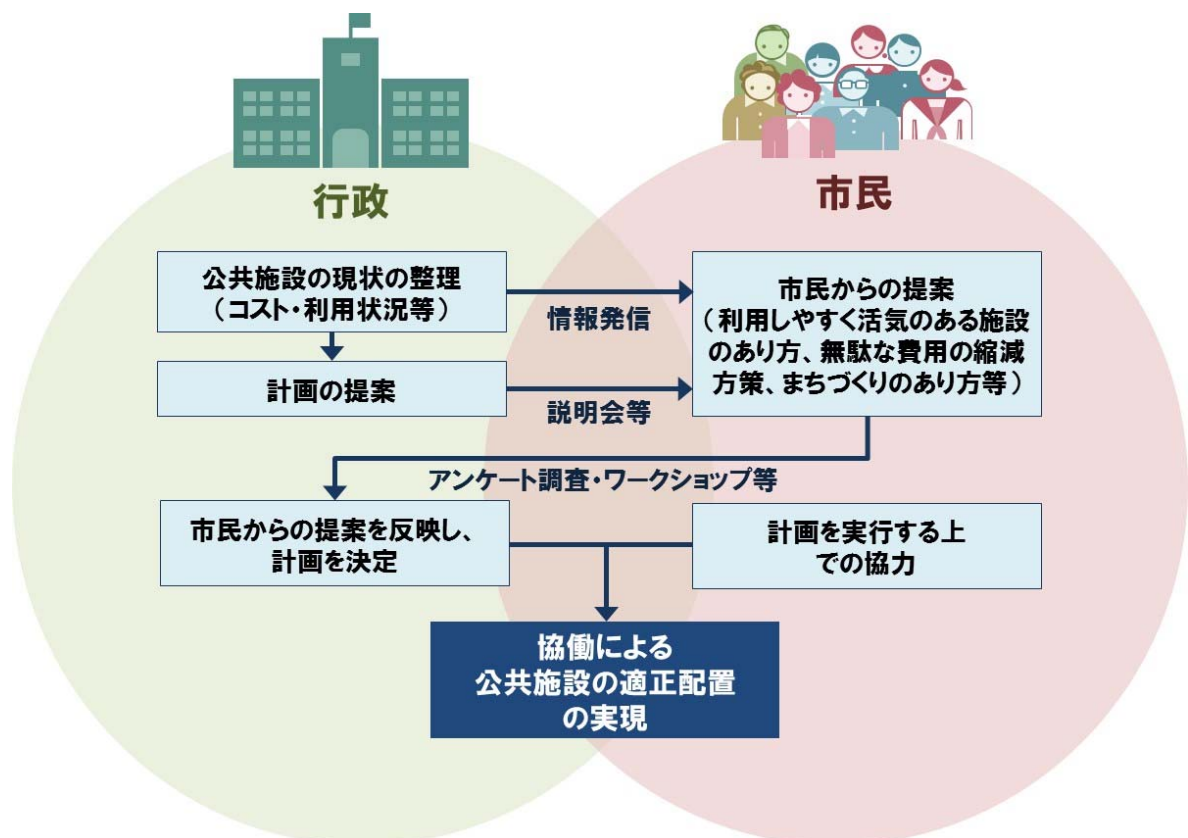 行政
市民
公共施設の現状の整理
（コスト・利用状況等）
情報発信
市民からの提案
（利用しやすく活気のある施設
のあり方、無駄な費用の縮減
方策、まちづくりのあり方等）
計画の提案
説明会等
アンケート調査・ワークショップ等
市民からの提案を反映し、
計画を決定
計画を実行する上
での協力
協働による
公共施設の適正配置
の実現